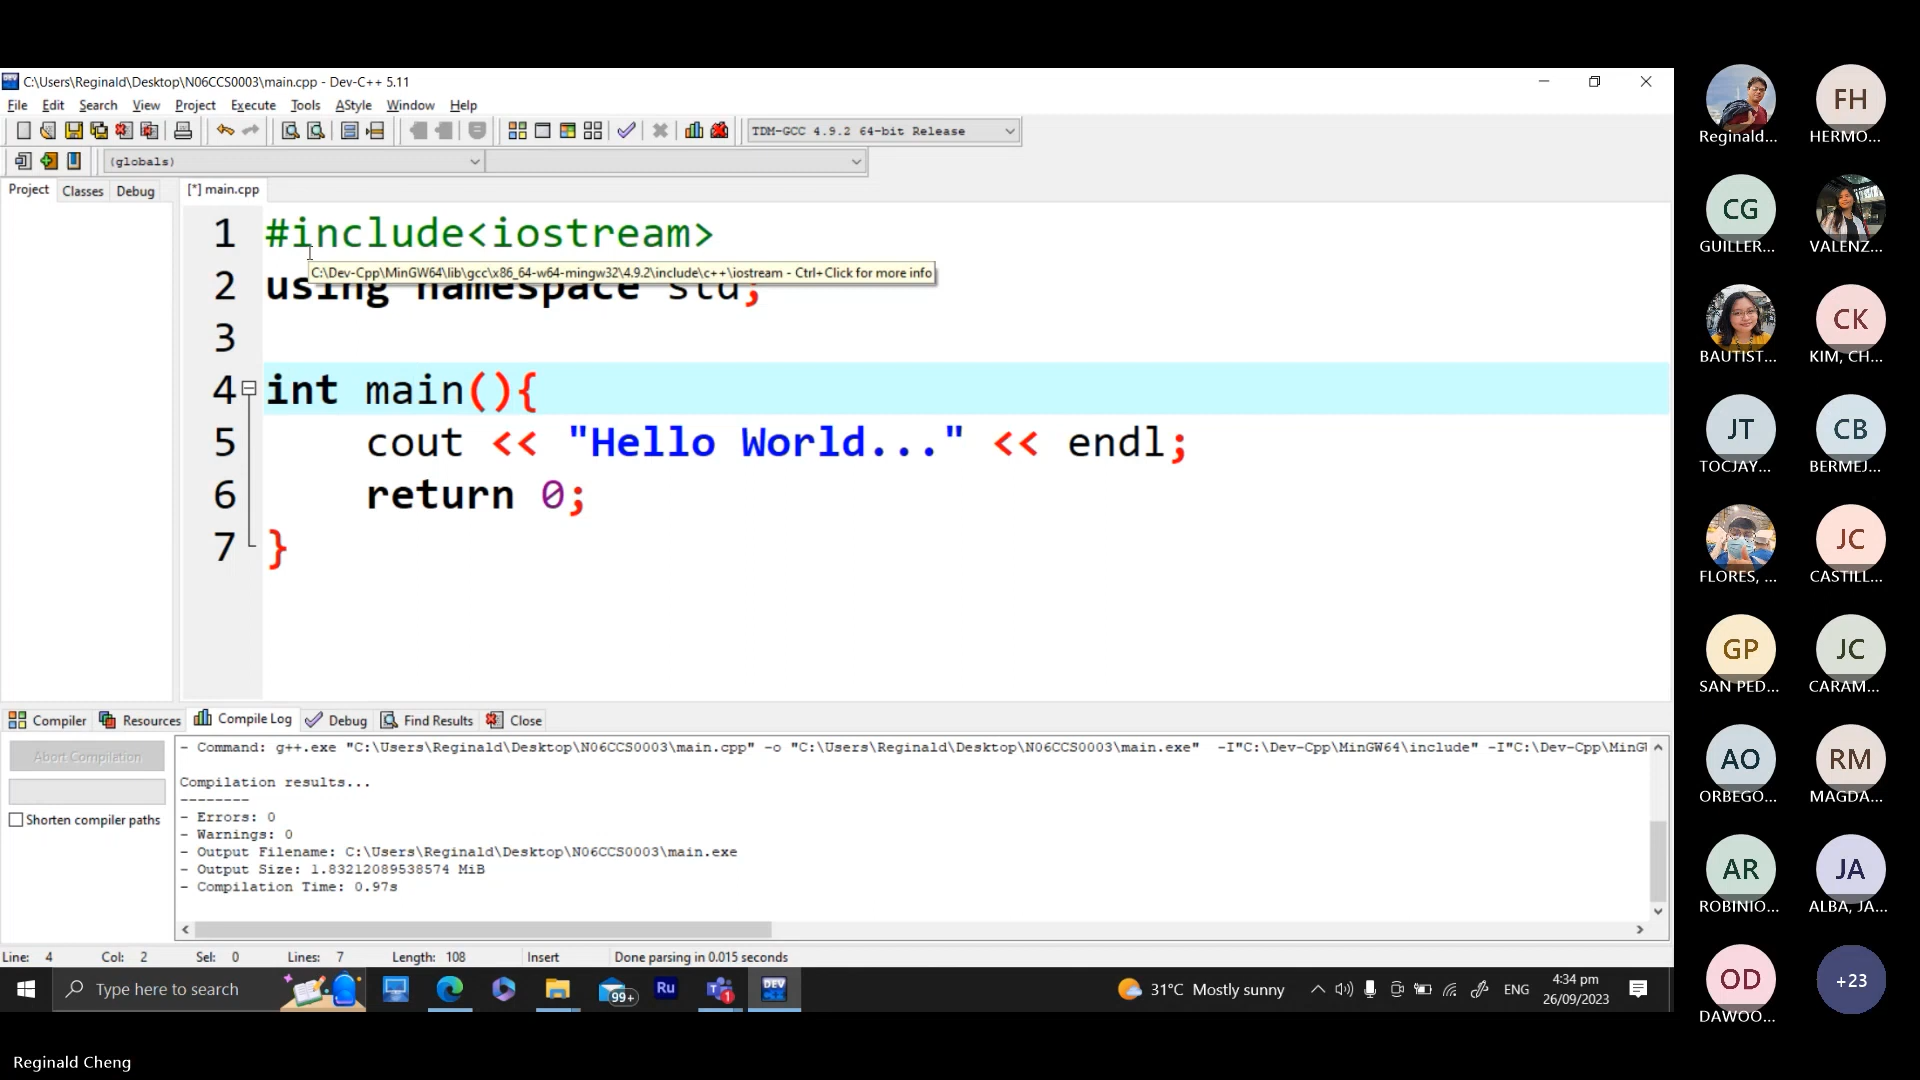 C:\Users\Reginald\Desktop\N06CCS0003\main.cpp - Dev-C++ 5.11
File Edit Search View Project Execute Tools AStyle Window Help
TDM-GCC 4.9.2 64-bit Release
(globals)
Project Classes Debug [*] main.cpp
1 #include<iostream>
C:\Dev-Cpp\MinGW64\lib\gcc\x86_64-w64-mingw32\4.9.2\include\c++\iostream - Ctrl+Click for more info
2 using namespace std;
3
4 int main(){
5 cout << "Hello World..." << endl;
6 return 0;
7 }
Compiler Resources Compile Log Debug Find Results Close
Abort Compilation
Shorten compiler paths
- Command: g++.exe "C:\Users\Reginald\Desktop\N06CCS0003\main.cpp" -o "C:\Users\Reginald\Desktop\N06CCS0003\main.exe" -I"C:\Dev-Cpp\MinGW64\include" -I"C:\Dev-Cpp\MinG
Compilation results...
--------
- Errors: 0
- Warnings: 0
- Output Filename: C:\Users\Reginald\Desktop\N06CCS0003\main.exe
- Output Size: 1.83212089538574 MiB
- Compilation Time: 0.97s
Line: 4 Col: 2 Sel: 0 Lines: 7 Length: 108 Insert Done parsing in 0.015 seconds
Type here to search
99+
Ru
1
DEV
31°C Mostly sunny
ENG
4:34 pm
26/09/2023
Reginald Cheng
Reginald...
FH
HERMO...
CG
GUILLER...
VALENZ...
BAUTIST...
CK
KIM, CH...
JT
TOCJAY...
CB
BERMEJ...
FLORES, ...
JC
CASTILL...
GP
SAN PED...
JC
CARAM...
AO
ORBEGO...
RM
MAGDA...
AR
ROBINIO...
JA
ALBA, JA...
OD
DAWOO...
+23